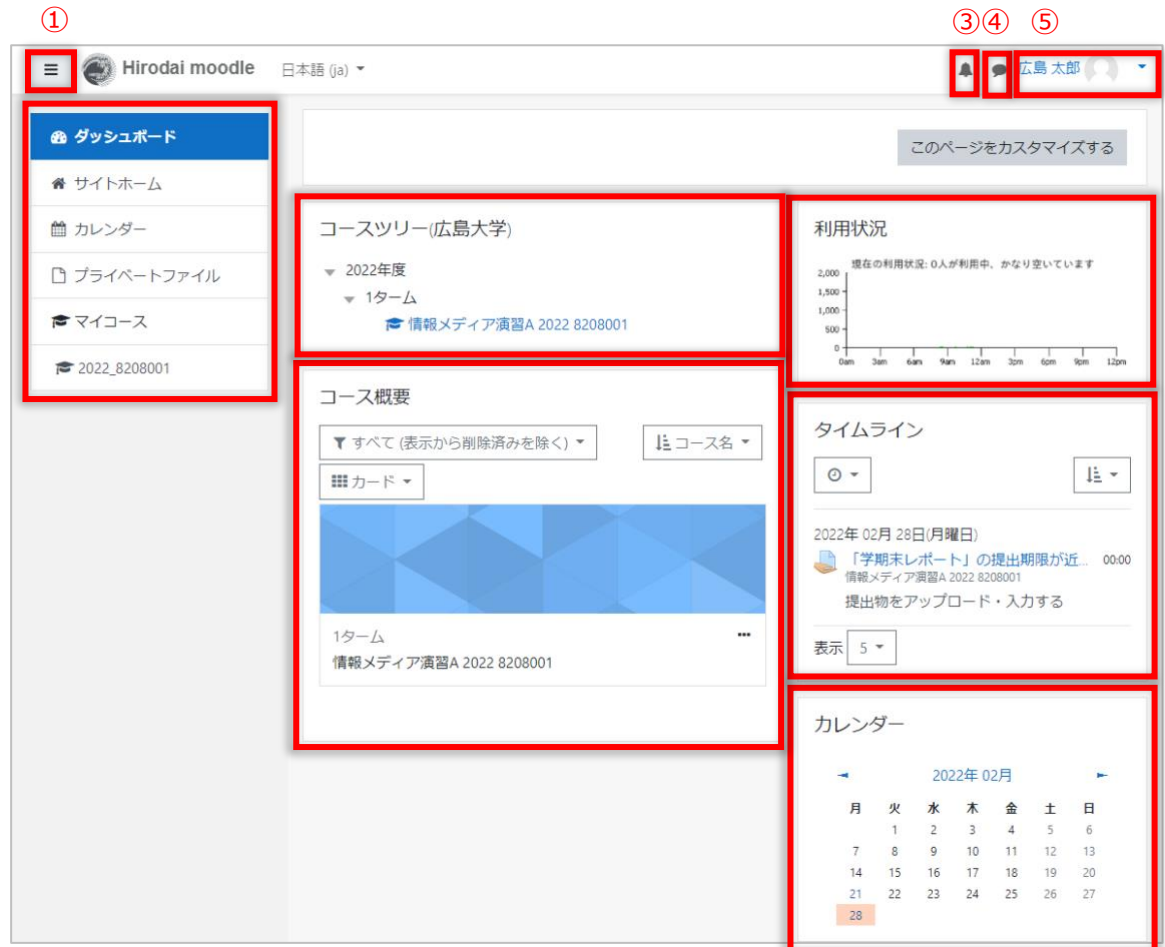 ①
③④ ⑤
Hirodai moodle 日本語 (ja)
広島 太郎
ダッシュボード
サイトホーム
カレンダー
プライベートファイル
マイコース
2022_8208001
このページをカスタマイズする
コースツリー(広島大学)
2022年度
1ターム
情報メディア演習A 2022 8208001
コース概要
すべて (表示から削除済みを除く)
コース名
カード
1ターム
情報メディア演習A 2022 8208001
利用状況
現在の利用状況: 0人が利用中、かなり空いています
2,000
1,500
1,000
500
0
0am 3am 6am 9am 12am 3pm 6pm 9pm 12pm
タイムライン
2022年 02月 28日(月曜日)
「学期末レポート」の提出期限が近... 00:00
情報メディア演習A 2022 8208001
提出物をアップロード・入力する
表示 5
カレンダー
2022年 02月
月 火 水 木 金 土 日
1 2 3 4 5 6
7 8 9 10 11 12 13
14 15 16 17 18 19 20
21 22 23 24 25 26 27
28